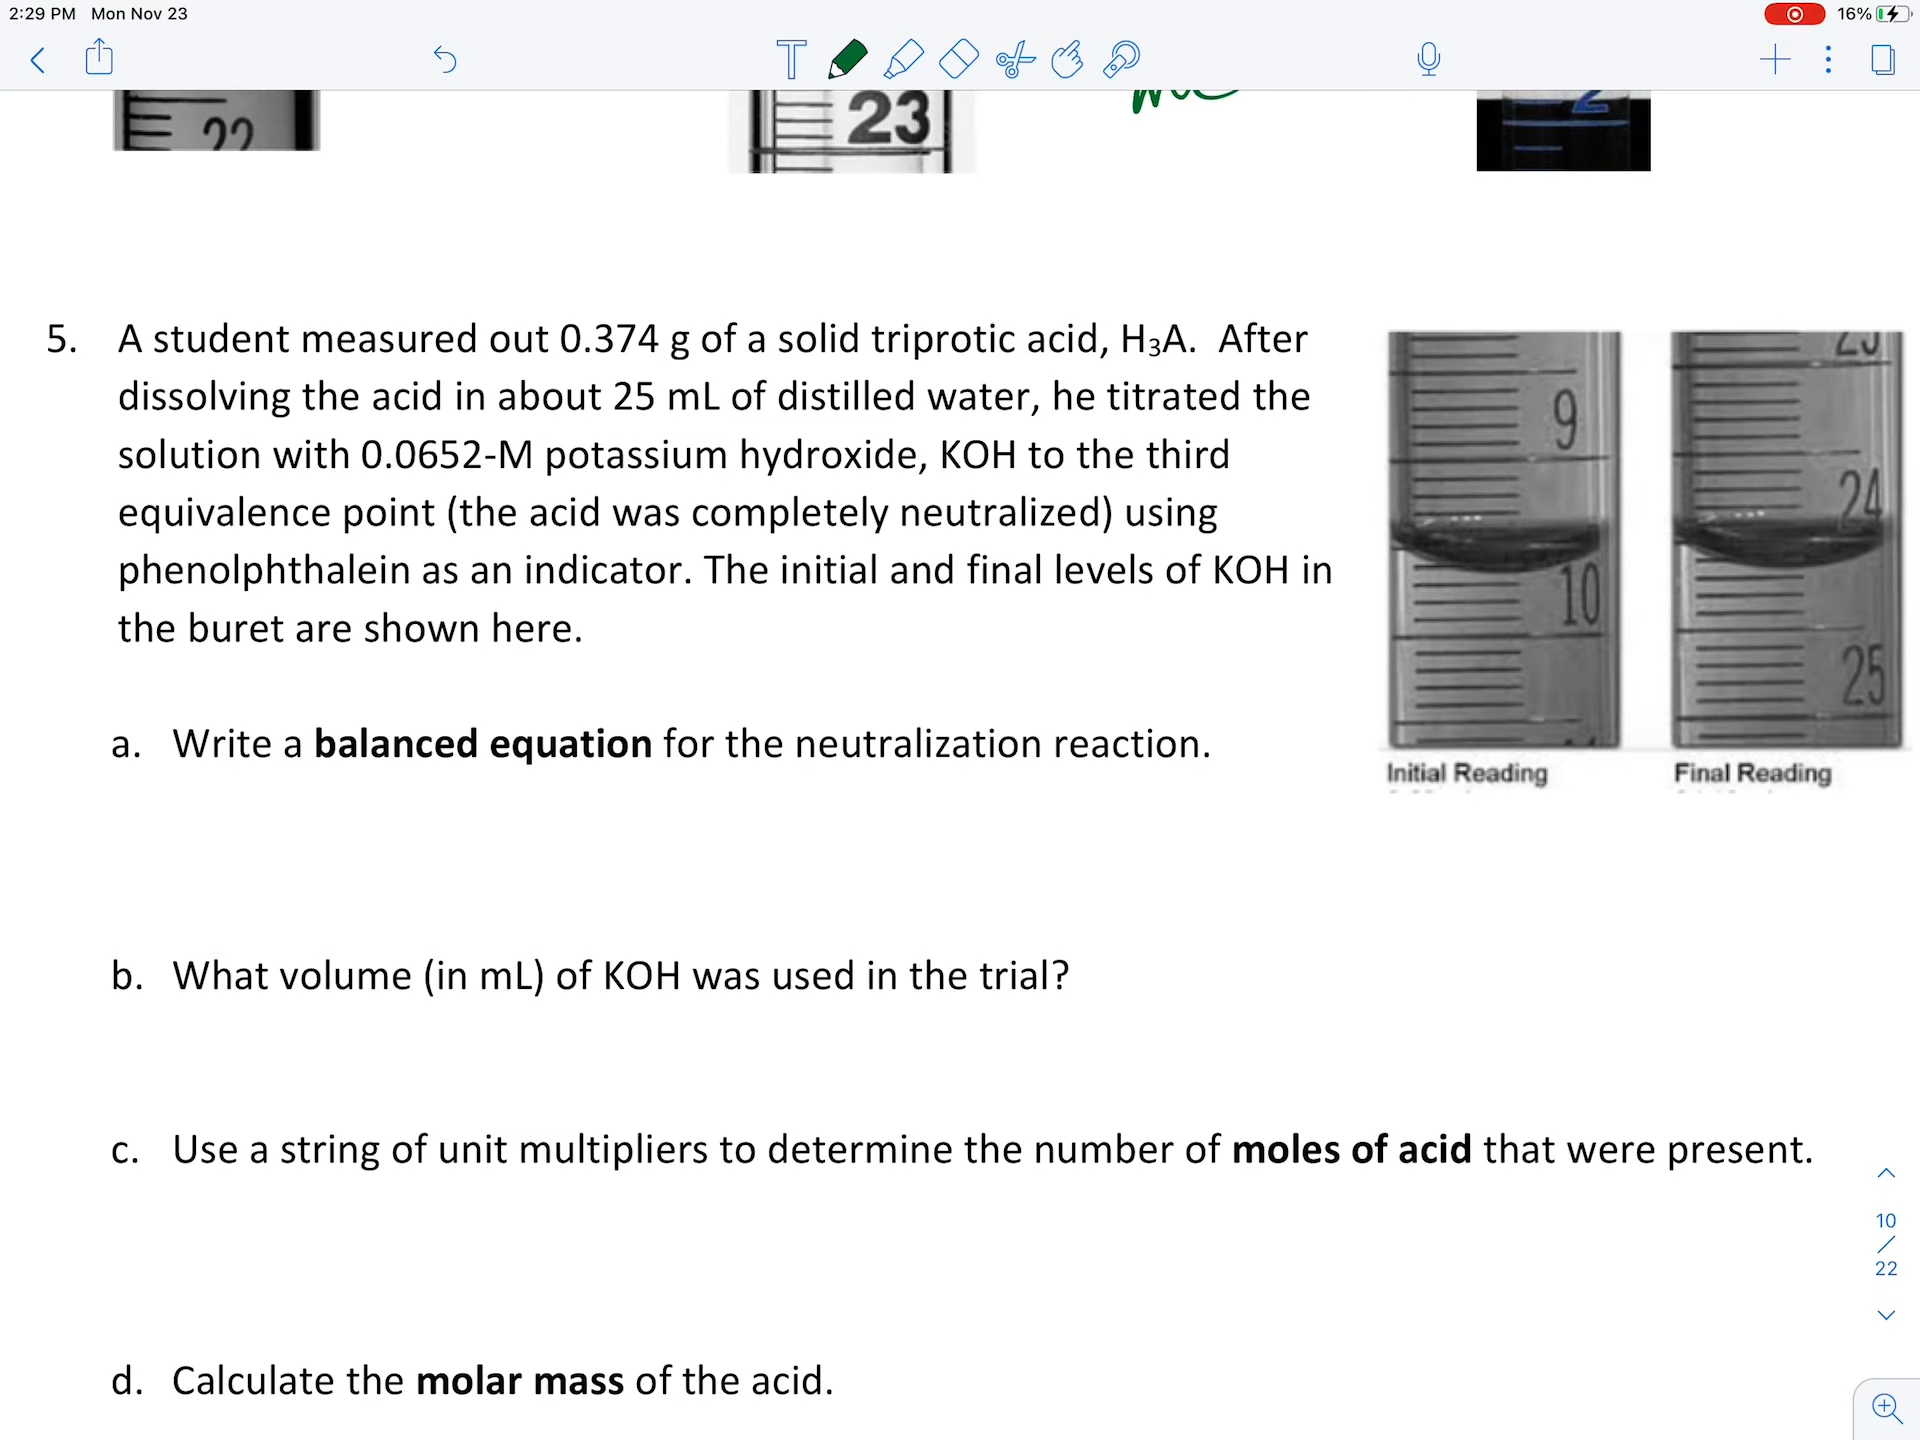 2:29 PM Mon Nov 23
16%
T
22
23
2
5. A student measured out 0.374 g of a solid triprotic acid, H₃A. After
dissolving the acid in about 25 mL of distilled water, he titrated the
solution with 0.0652-M potassium hydroxide, KOH to the third
equivalence point (the acid was completely neutralized) using
phenolphthalein as an indicator. The initial and final levels of KOH in
the buret are shown here.
9
10
24
25
Initial Reading
Final Reading
a. Write a balanced equation for the neutralization reaction.
b. What volume (in mL) of KOH was used in the trial?
c. Use a string of unit multipliers to determine the number of moles of acid that were present.
10
/
22
d. Calculate the molar mass of the acid.